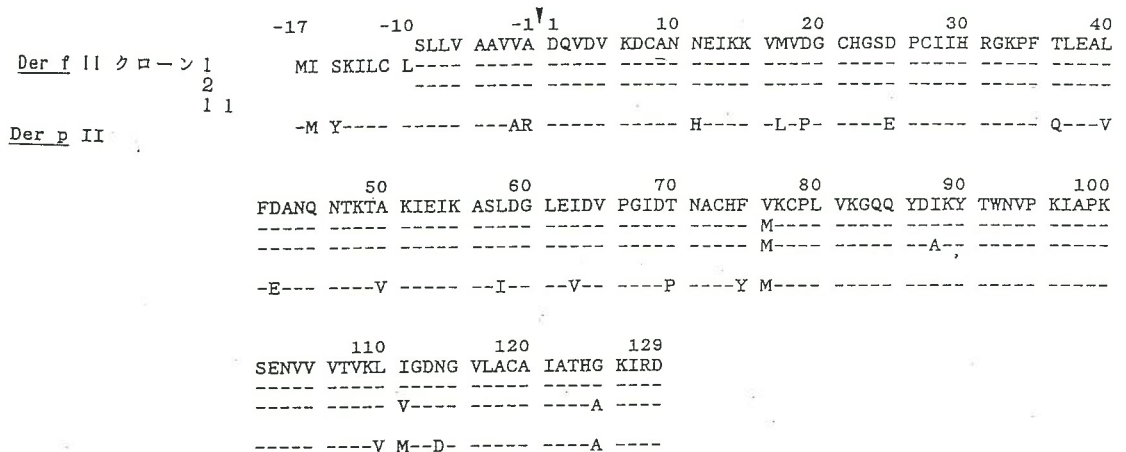 -17 -10 -1 1 10 20 30 40
SLLV AAVVA DQVDV KDCAN NEIKK VMVDG CHGSD PCIIH RGKPF TLEAL
Der f II クローン 1 MI SKILC L---- ----- ----- ----- ----- ----- ----- ----- ----- -----
2 ----- ----- ----- ----- ----- ----- ----- -----
1 1
Der p II -M Y---- ----- ---AR ----- ----- H---- -L-P- ----E ----- ----- Q---V
50 60 70 80 90 100
FDANQ NTKTA KIEIK ASLDG LEIDV PGIDT NACHF VKCPL VKGQQ YDIKY TWNVP KIAPK
----- ----- ----- ----- ----- ----- ----- M---- ----- ----- ----- -----
----- ----- ----- ----- ----- ----- ----- M---- ----- --A-- ----- -----
-E--- ----V ----- --I-- --V-- ----P ----Y M---- ----- ----- ----- -----
110 120 129
SENVV VTVKL IGDNG VLACA IATHG KIRD
----- ----- ----- ----- ----- ----
----- ----- V---- ----- ----A ----
----- ----V M--D- ----- ----A ----